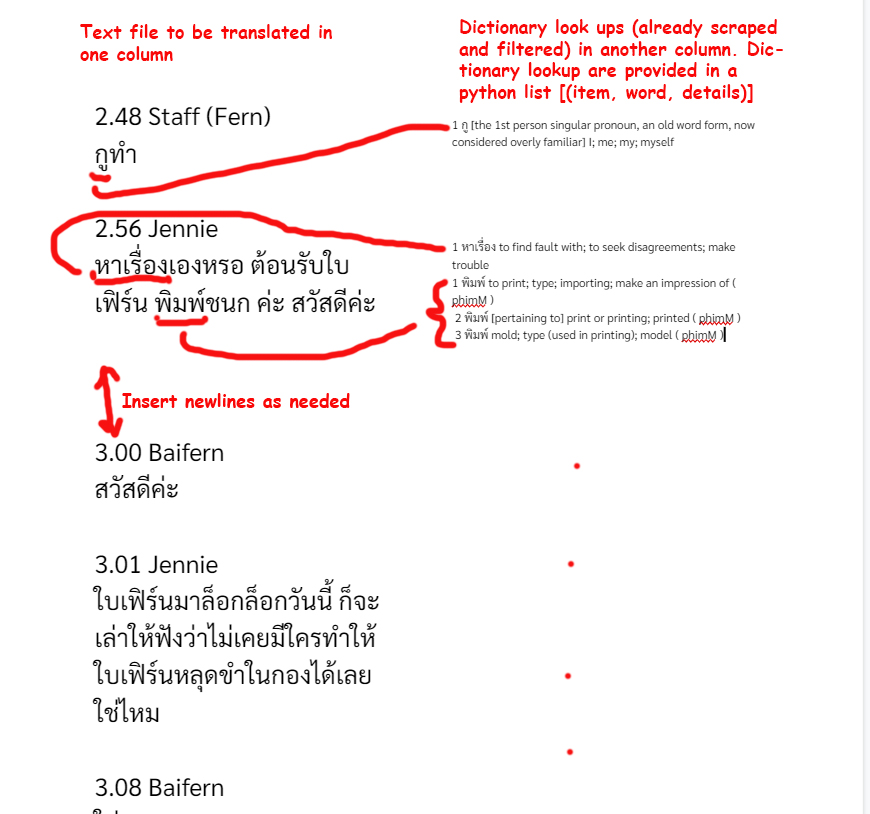 Text file to be translated in
one column
Dictionary look ups (already scraped
and filtered) in another column. Dic-
tionary lookup are provided in a
python list [(item, word, details)]
2.48 Staff (Fern)
กูทำ
1 กู [the 1st person singular pronoun, an old word form, now
considered overly familiar] I; me; my; myself
2.56 Jennie
หาเรื่องเองหรอ ต้อนรับใบ
เฟิร์น พิมพ์ชนก ค่ะ สวัสดีค่ะ
1 หาเรื่อง to find fault with; to seek disagreements; make
trouble
1 พิมพ์ to print; type; importing; make an impression of (
phimM )
2 พิมพ์ [pertaining to] print or printing; printed ( phimM )
3 พิมพ์ mold; type (used in printing); model ( phimM )
Insert newlines as needed
3.00 Baifern
สวัสดีค่ะ
3.01 Jennie
ใบเฟิร์นมาล็อกล็อกวันนี้ ก็จะ
เล่าให้ฟังว่าไม่เคยมีใครทำให้
ใบเฟิร์นหลุดขำในกองได้เลย
ใช่ไหม
3.08 Baifern